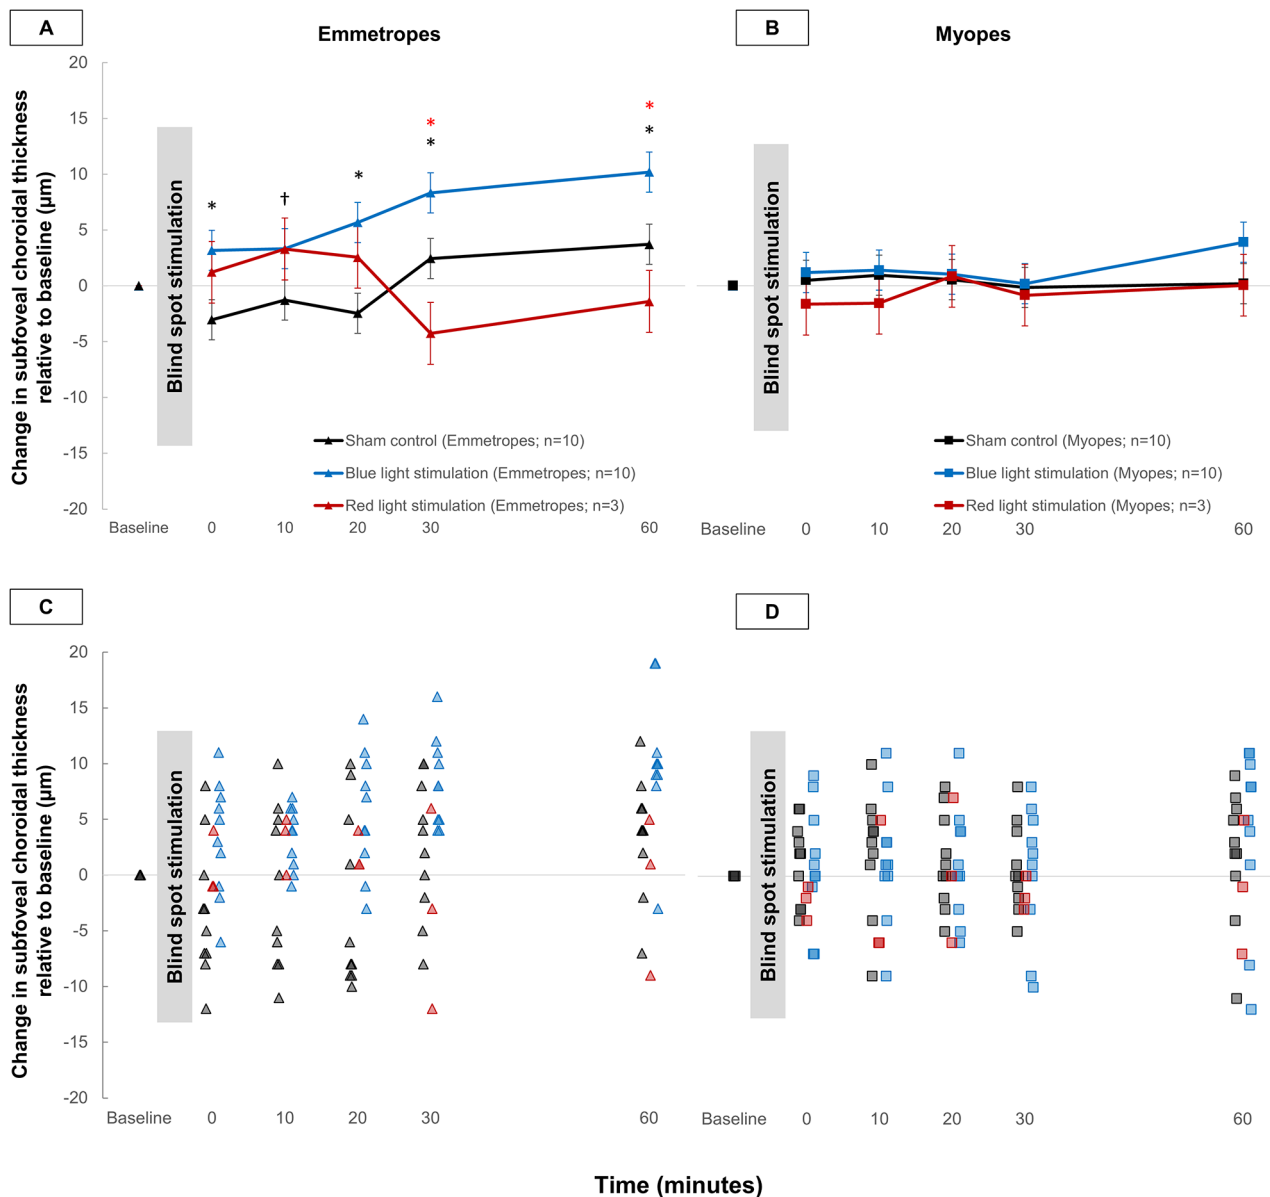 A
Emmetropes
B
Myopes
Change in subfoveal choroidal thickness
relative to baseline (µm)
20
15
10
5
0
-5
-10
-15
-20
Blind spot stimulation
*
†
*
*
*
*
*
Sham control (Emmetropes; n=10)
Blue light stimulation (Emmetropes; n=10)
Red light stimulation (Emmetropes; n=3)
Baseline 0 10 20 30 60
Blind spot stimulation
Sham control (Myopes; n=10)
Blue light stimulation (Myopes; n=10)
Red light stimulation (Myopes; n=3)
Baseline 0 10 20 30 60
C
D
Change in subfoveal choroidal thickness
relative to baseline (µm)
20
15
10
5
0
-5
-10
-15
-20
Blind spot stimulation
Baseline 0 10 20 30 60
Blind spot stimulation
Baseline 0 10 20 30 60
Time (minutes)